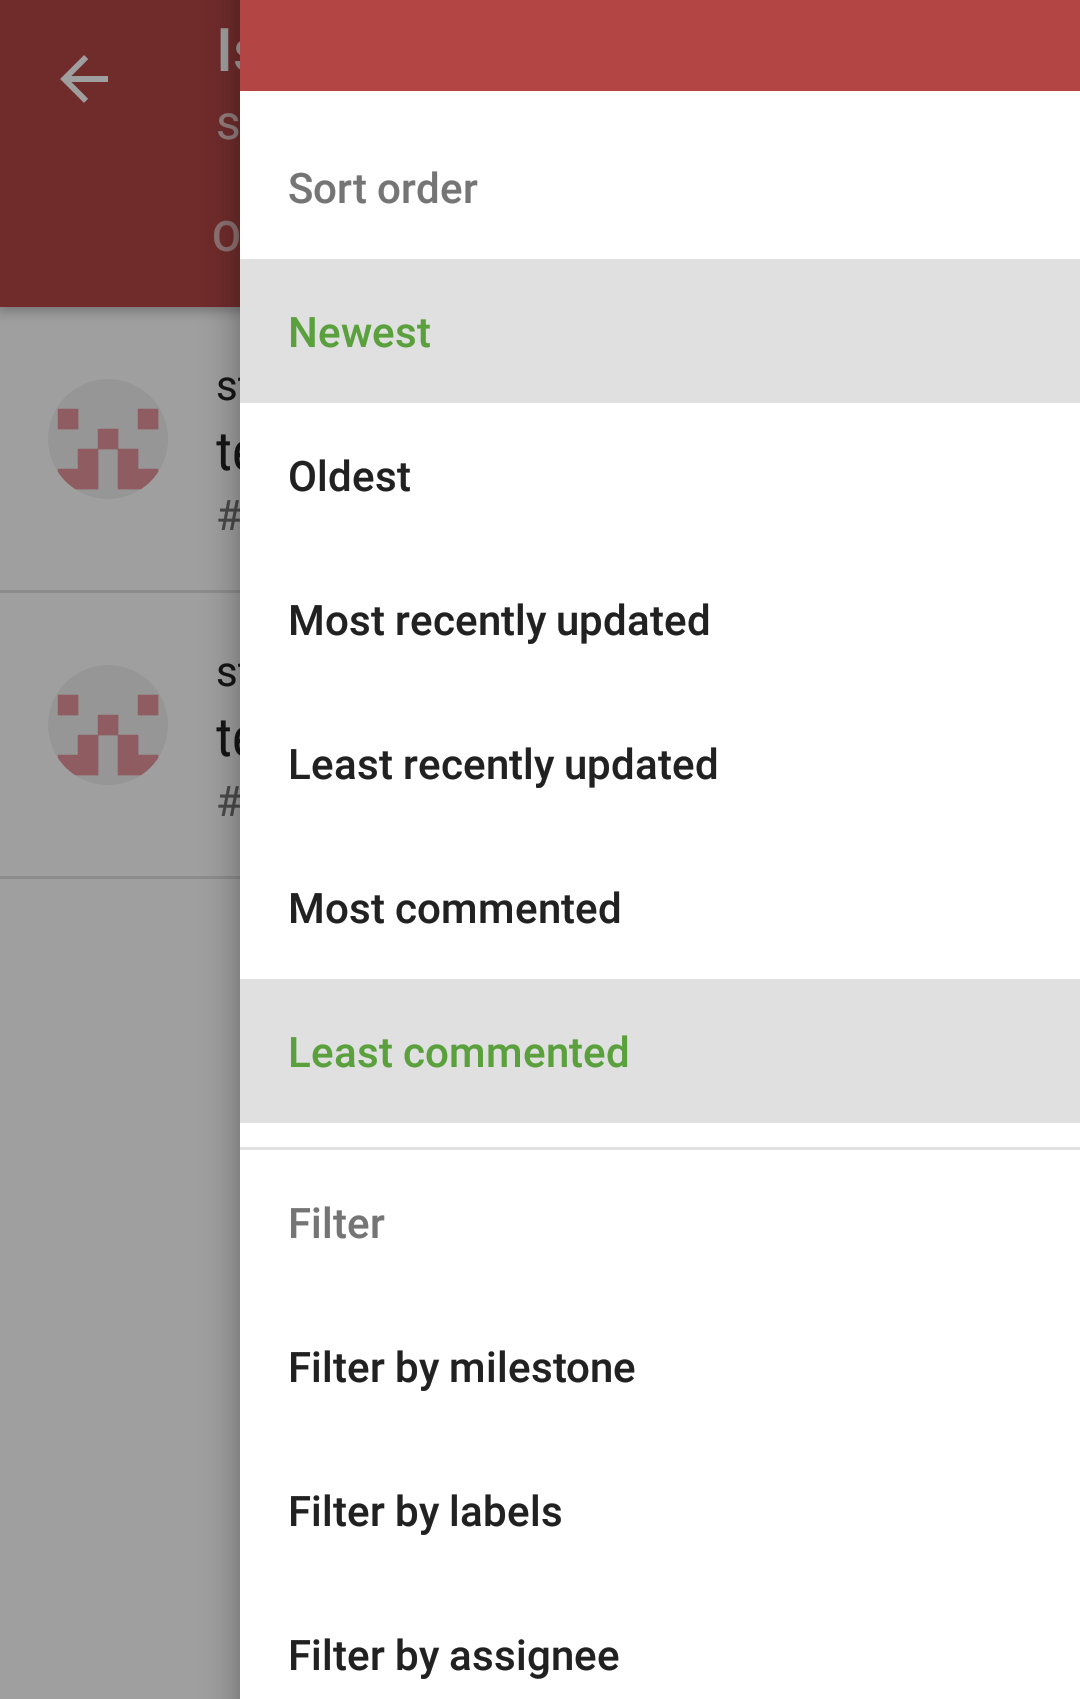 Sort order
Newest
Oldest
Most recently updated
Least recently updated
Most commented
Least commented
Filter
Filter by milestone
Filter by labels
Filter by assignee